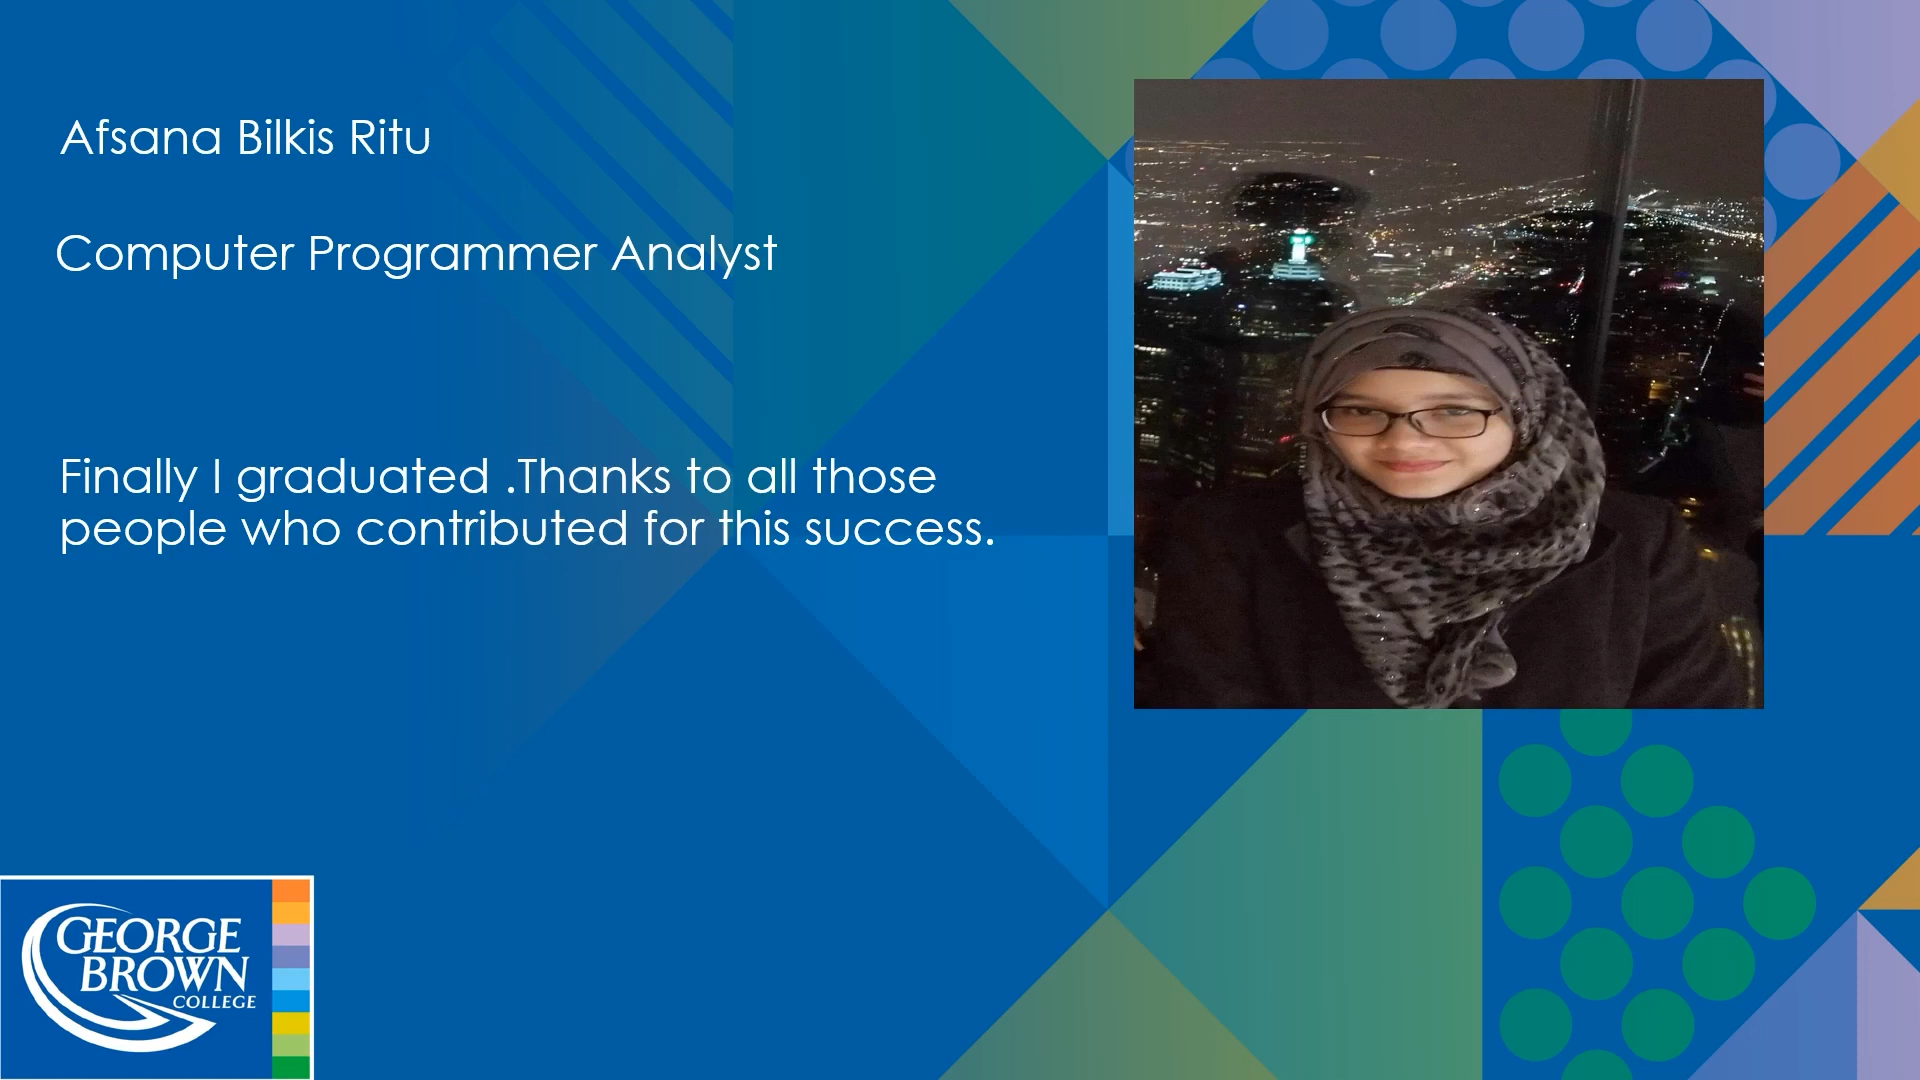 Afsana Bilkis Ritu
Computer Programmer Analyst
Finally I graduated .Thanks to all those
people who contributed for this success.
GEORGE
BROWN
COLLEGE